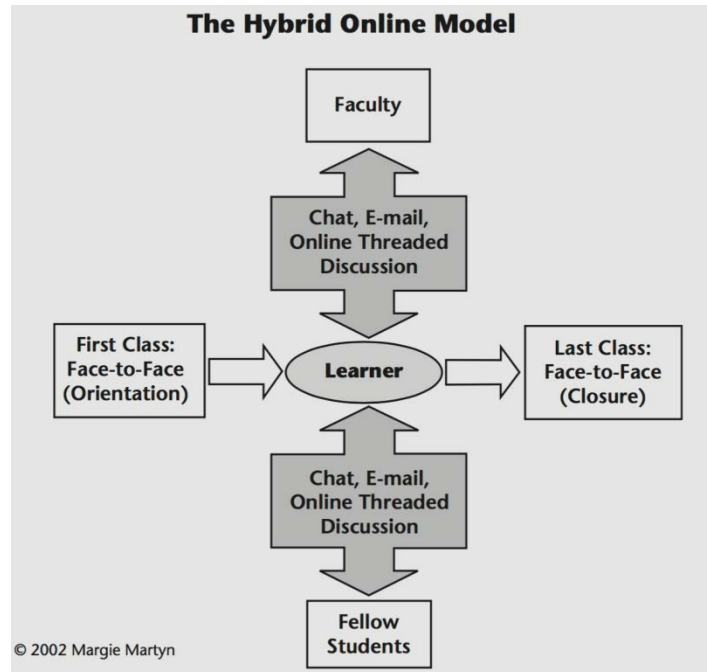 The Hybrid Online Model
Faculty
Chat, E-mail,
Online Threaded
Discussion
First Class:
Face-to-Face
(Orientation)
Learner
Last Class:
Face-to-Face
(Closure)
Chat, E-mail,
Online Threaded
Discussion
Fellow
Students
© 2002 Margie Martyn